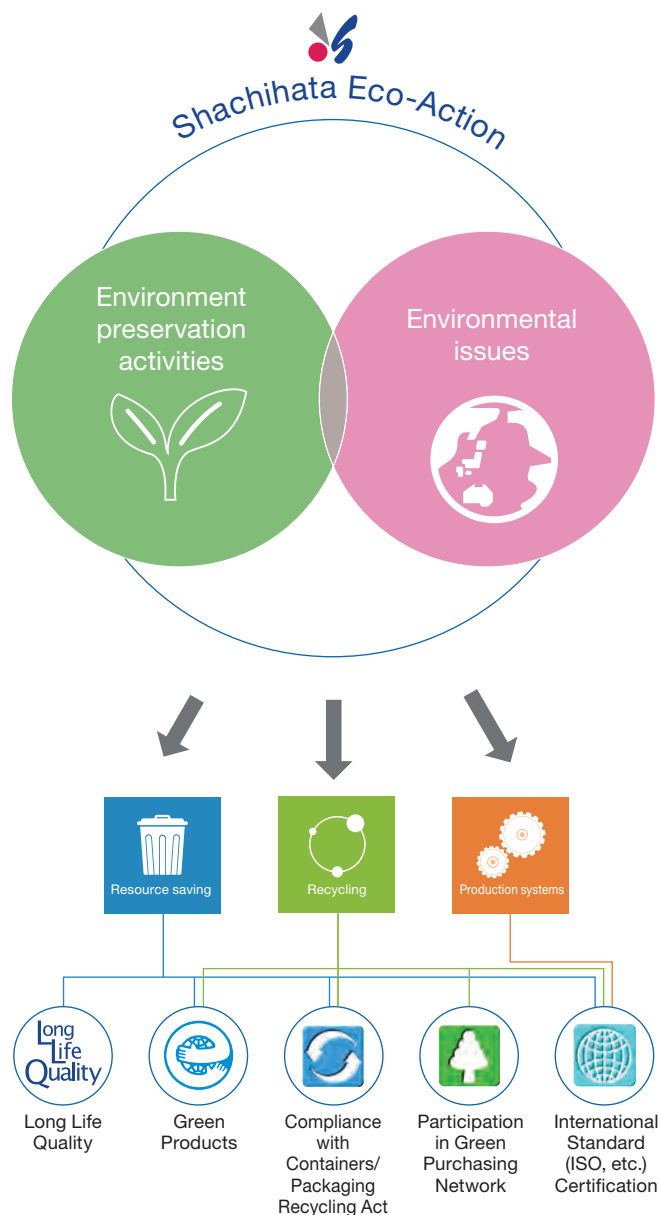 Shachihata Eco-Action
Environment
preservation
activities
Environmental
issues
Resource saving
Recycling
Production systems
Long
Life
Quality
Long Life
Quality
Green
Products
Compliance
with
Containers/
Packaging
Recycling Act
Participation
in Green
Purchasing
Network
International
Standard
(ISO, etc.)
Certification